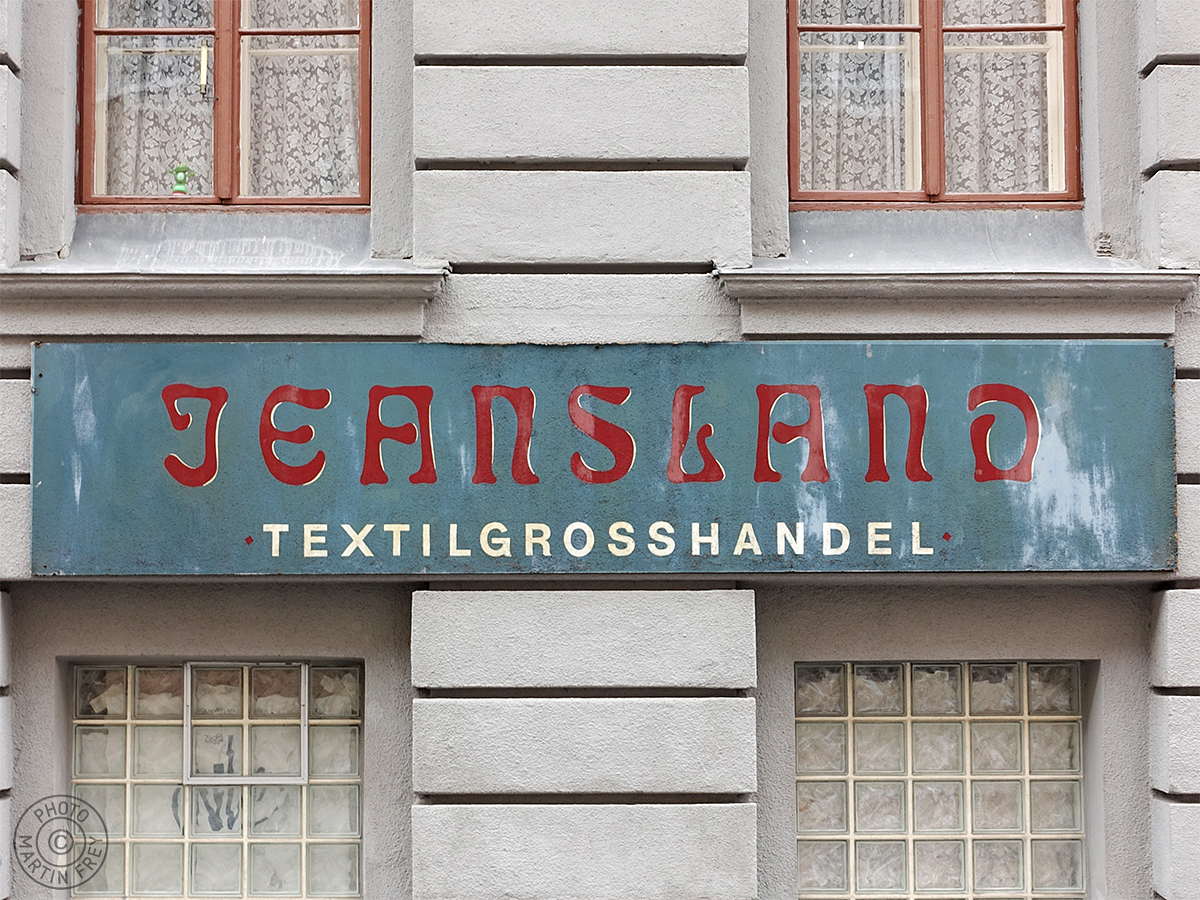 JEANSLAND
·TEXTILGROSSHANDEL·
PHOTO
MARTIN FREY
©